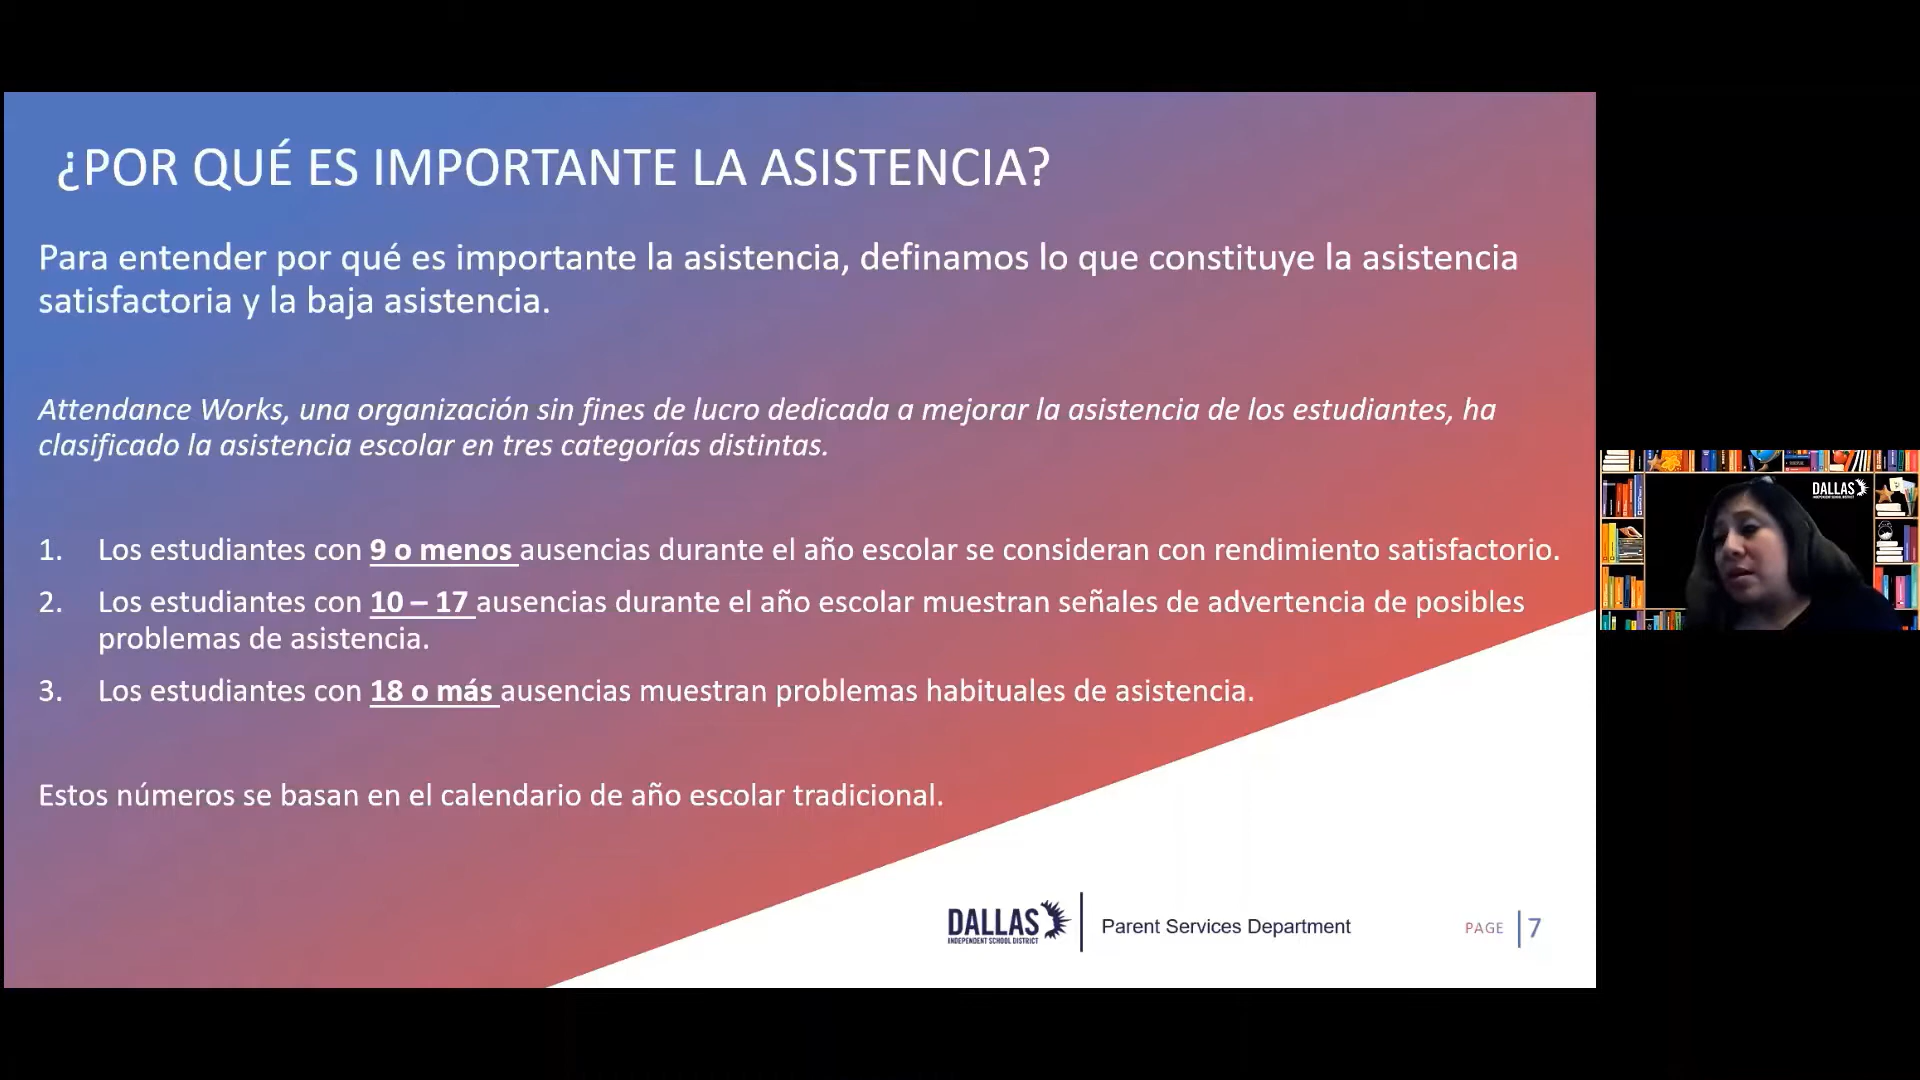 ¿POR QUÉ ES IMPORTANTE LA ASISTENCIA?
Para entender por qué es importante la asistencia, definamos lo que constituye la asistencia
satisfactoria y la baja asistencia.
Attendance Works, una organización sin fines de lucro dedicada a mejorar la asistencia de los estudiantes, ha
clasificado la asistencia escolar en tres categorías distintas.
1. Los estudiantes con 9 o menos ausencias durante el año escolar se consideran con rendimiento satisfactorio.
2. Los estudiantes con 10 – 17 ausencias durante el año escolar muestran señales de advertencia de posibles
problemas de asistencia.
3. Los estudiantes con 18 o más ausencias muestran problemas habituales de asistencia.
Estos números se basan en el calendario de año escolar tradicional.
DALLAS
INDEPENDENT SCHOOL DISTRICT
Parent Services Department
PAGE 7
DALLAS
INDEPENDENT SCHOOL DISTRICT